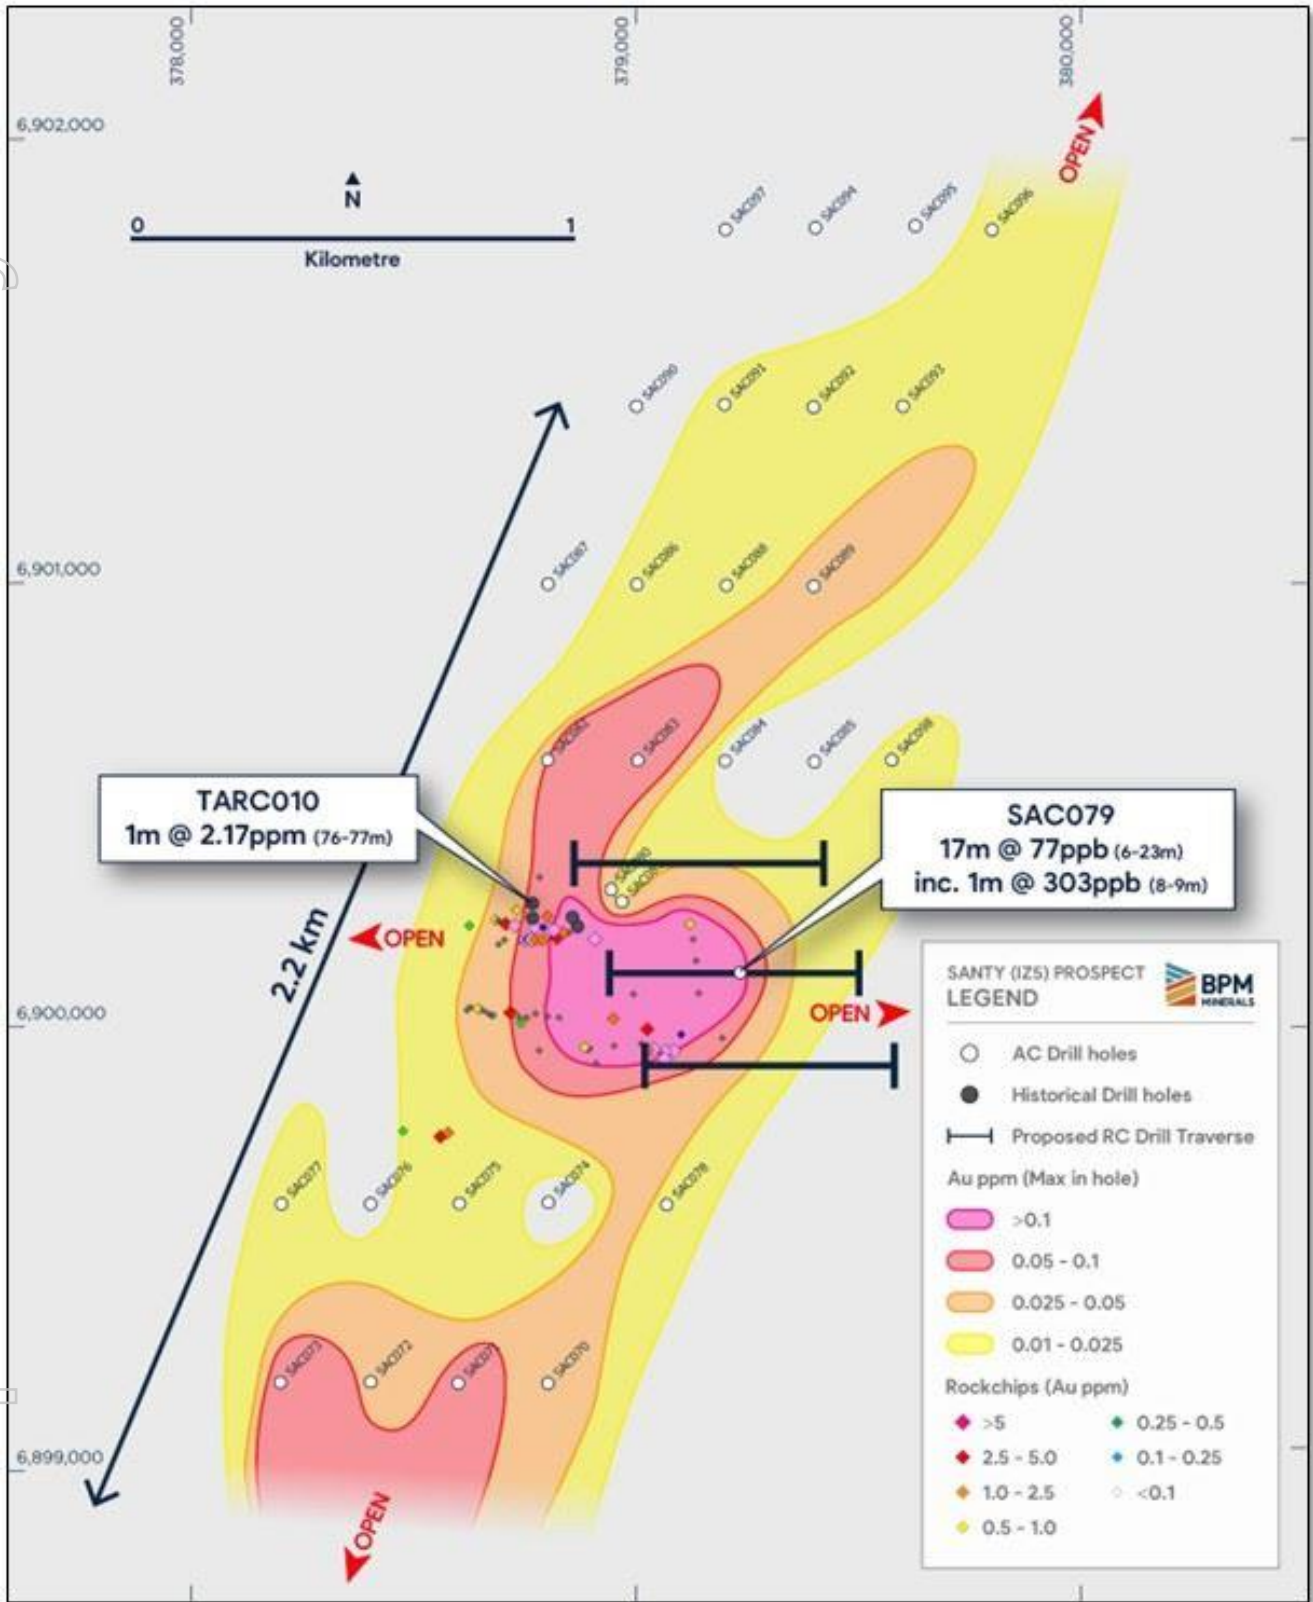 378,000
379,000
380,000
6,902,000
OPEN
N
0 1
Kilometre
SAC097
SAC094
SAC095
SAC096
SAC090
SAC091
SAC092
SAC093
6,901,000
SAC087
SAC086
SAC088
SAC089
SAC082
SAC083
SAC084
SAC085
SAC098
TARC010
1m @ 2.17ppm (76-77m)
SAC079
17m @ 77ppb (6-23m)
inc. 1m @ 303ppb (8-9m)
2.2 km
OPEN
6,900,000
OPEN
SANTY (IZ5) PROSPECT
LEGEND
BPM
MINERALS
AC Drill holes
Historical Drill holes
Proposed RC Drill Traverse
Au ppm (Max in hole)
>0.1
0.05 - 0.1
0.025 - 0.05
0.01 - 0.025
Rockchips (Au ppm)
>5
2.5 - 5.0
1.0 - 2.5
0.5 - 1.0
0.25 - 0.5
0.1 - 0.25
<0.1
SAC077
SAC076
SAC075
SAC074
SAC078
SAC073
SAC072
SAC070
6,899,000
OPEN